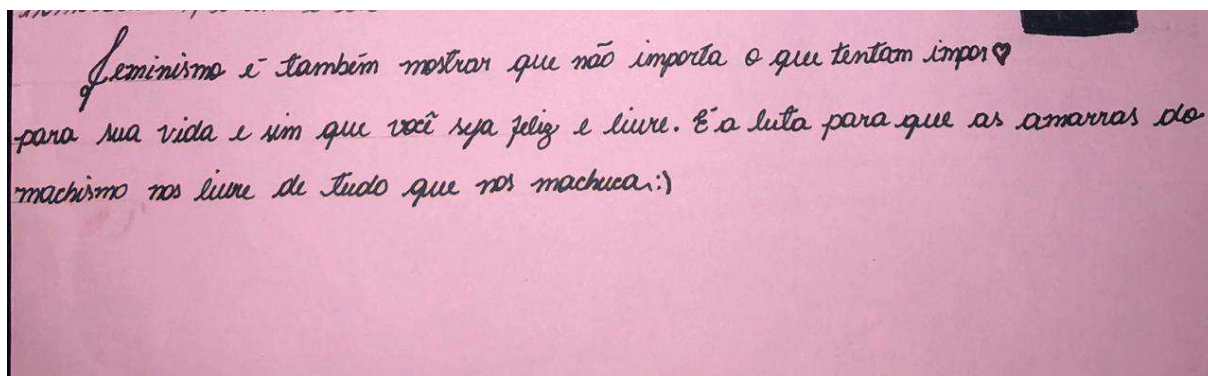 Feminismo é também mostrar que não importa o que tentam impor♡
para sua vida e sim que você seja feliz e livre. É a luta para que as amarras do
machismo nos livre de tudo que nos machuca.:)